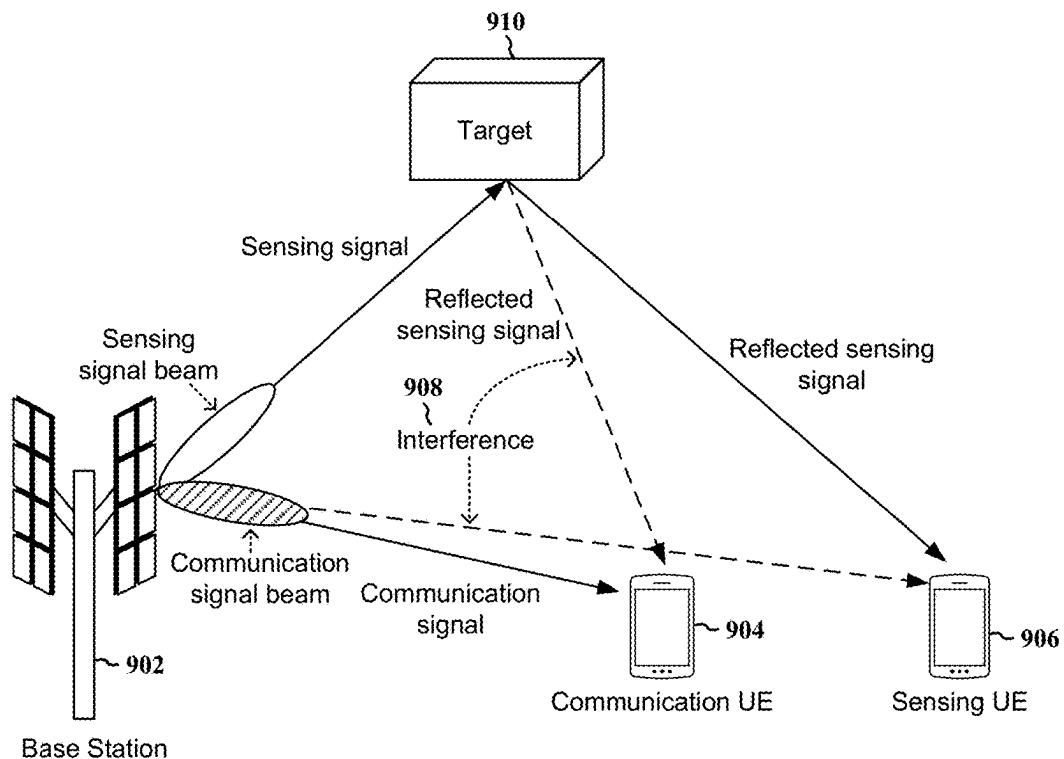 910
Target
Sensing signal
Reflected
sensing signal
Sensing
signal beam
Reflected sensing
signal
908
Interference
Communication
signal beam
Communication
signal
904
906
902
Communication UE
Sensing UE
Base Station